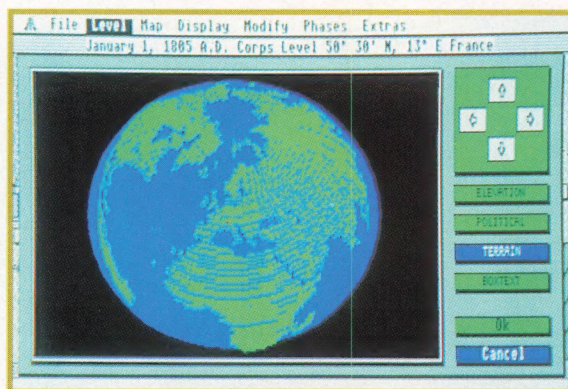 File Level Map Display Modify Phases Extras
January 1, 1805 A.D. Corps Level 50° 30' N, 13° E France
ELEVATION
POLITICAL
TERRAIN
BOXTEXT
Ok
Cancel